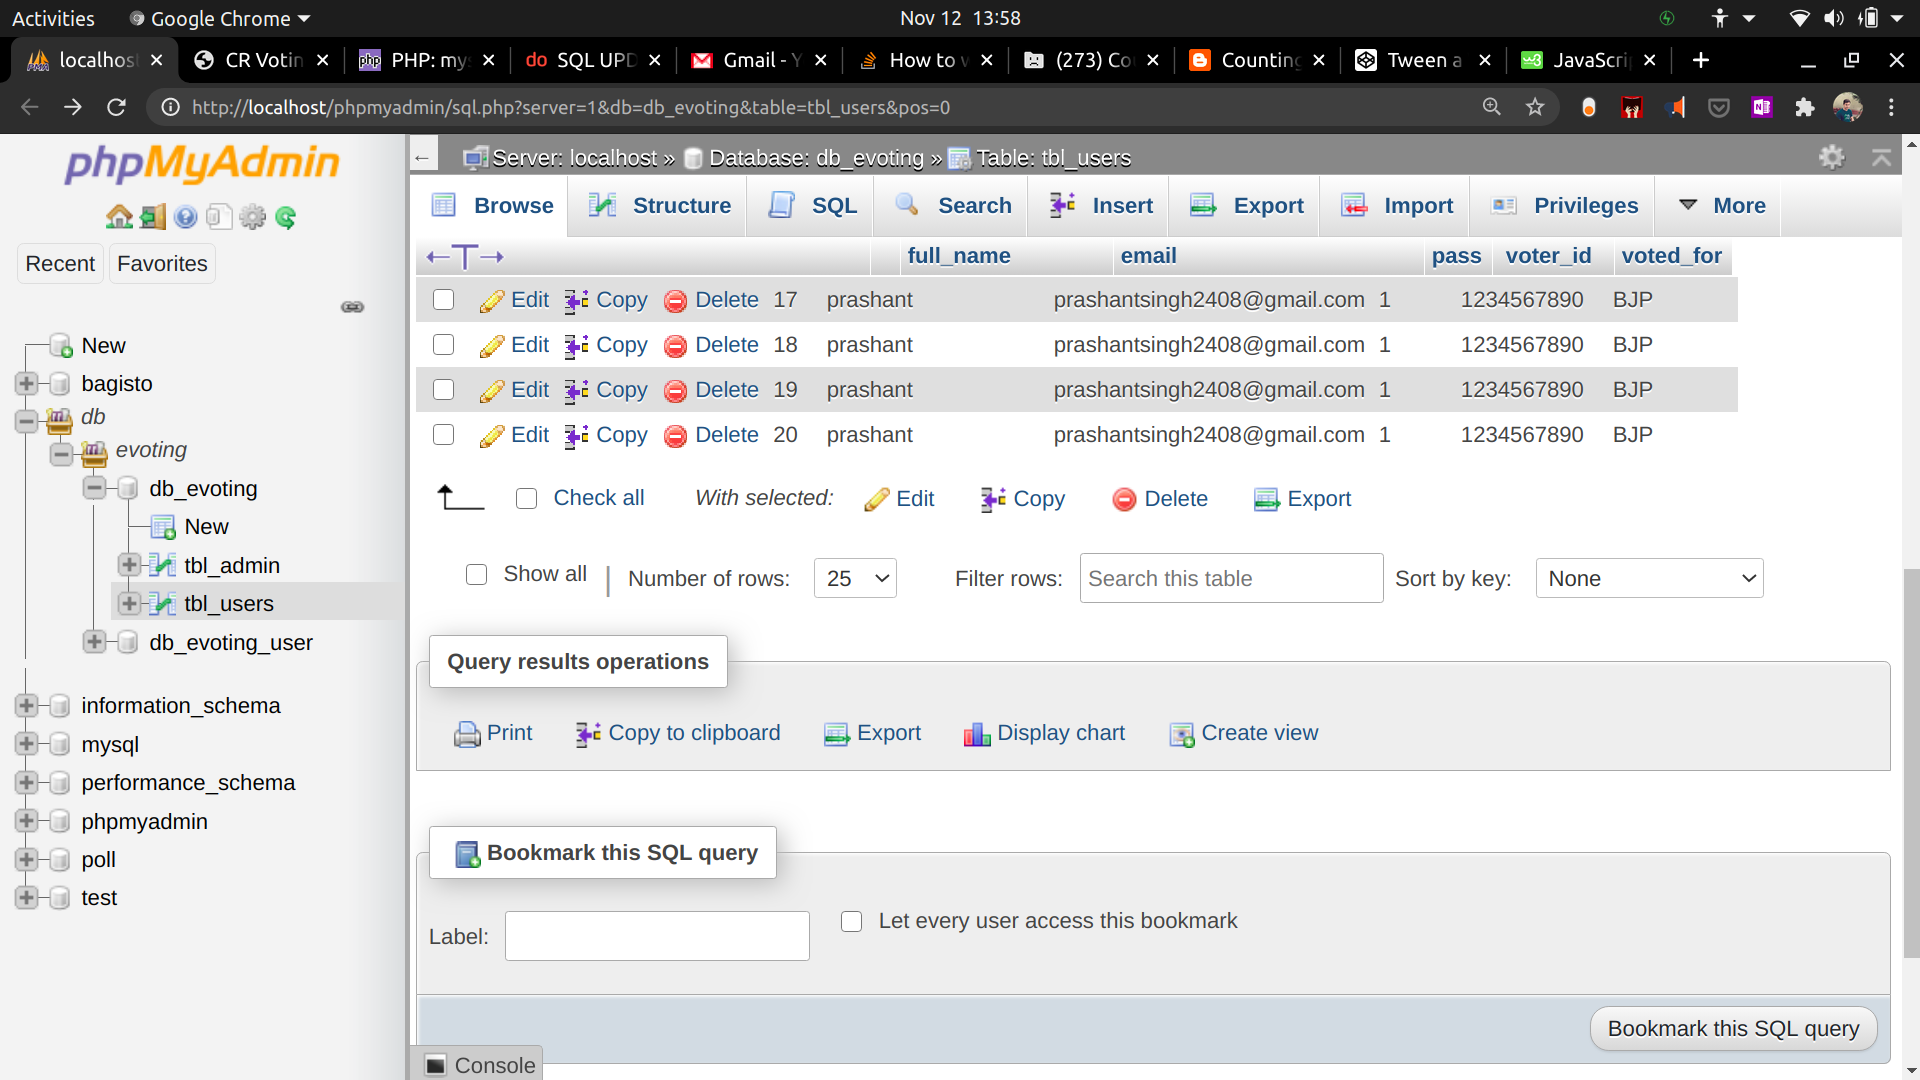 Activities Google Chrome Nov 12 13:58
localhos CR Votin PHP: mys SQL UPD Gmail - Y How to w (273) Co Counting Tween a JavaScri
http://localhost/phpmyadmin/sql.php?server=1&db=db_evoting&table=tbl_users&pos=0
phpMyAdmin
Recent Favorites
New
bagisto
db
evoting
db_evoting
New
tbl_admin
tbl_users
db_evoting_user
information_schema
mysql
performance_schema
phpmyadmin
poll
test
Server: localhost » Database: db_evoting » Table: tbl_users
Browse Structure SQL Search Insert Export Import Privileges More
←T→ full_name email pass voter_id voted_for
Edit Copy Delete 17 prashant prashantsingh2408@gmail.com 1 1234567890 BJP
Edit Copy Delete 18 prashant prashantsingh2408@gmail.com 1 1234567890 BJP
Edit Copy Delete 19 prashant prashantsingh2408@gmail.com 1 1234567890 BJP
Edit Copy Delete 20 prashant prashantsingh2408@gmail.com 1 1234567890 BJP
Check all With selected: Edit Copy Delete Export
Show all | Number of rows: 25 Filter rows: Search this table Sort by key: None
Query results operations
Print Copy to clipboard Export Display chart Create view
Bookmark this SQL query
Label: Let every user access this bookmark
Bookmark this SQL query
Console